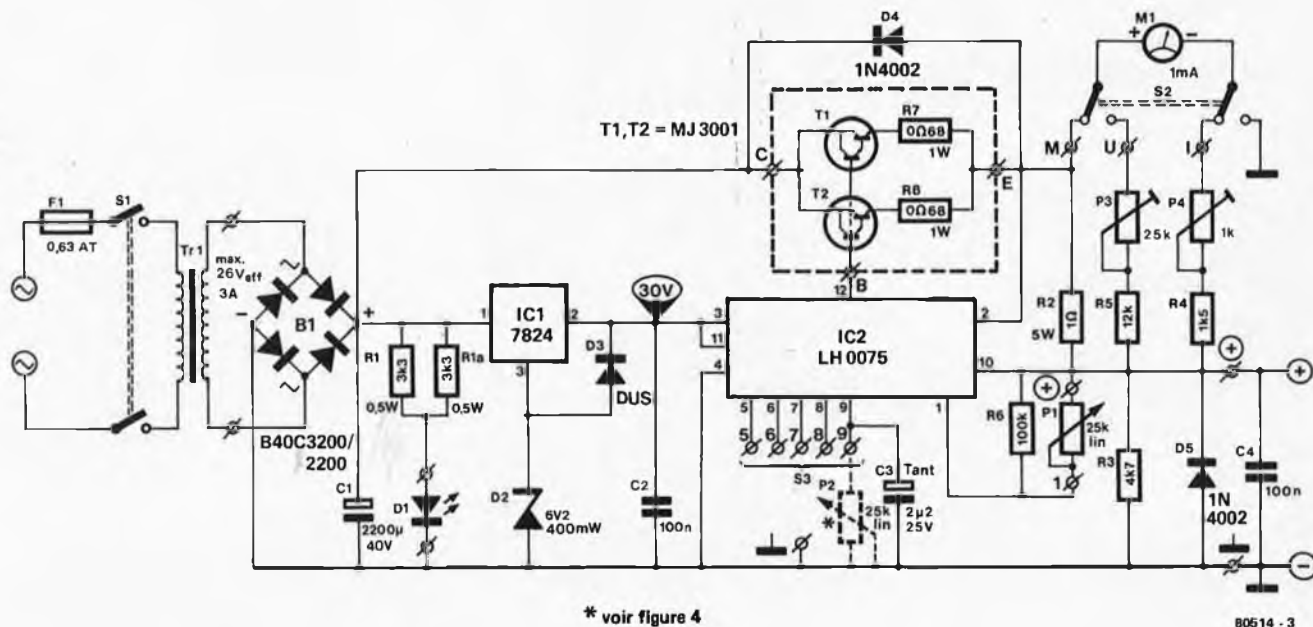 F1
0,63 AT
S1
Tr1
max.
26Veff
3A
B1
~
~
-
+
B40C3200/
2200
C1
2200µ
40V
R1
3k3
0,5W
R1a
3k3
0,5W
D1
IC1
7824
1
2
3
D3
DUS
D2
6V2
400mW
30V
C2
100n
D4
1N4002
T1,T2 = MJ3001
T1
R7
0Ω68
1W
T2
R8
0Ω68
1W
C
E
B
12
IC2
LH 0075
3
11
4
2
10
1
5
6
7
8
9
5
6
7
8
9
S3
P2
25k
lin
*
C3
Tant
2µ2
25V
M1
+
-
1mA
S2
M
U
I
P3
25k
P4
1k
R2
1Ω
5W
R5
12k
R4
1k5
R6
100k
+
P1
25k
lin
1
R3
4k7
D5
1N
4002
C4
100n
+
+
-
* voir figure 4
80514 - 3